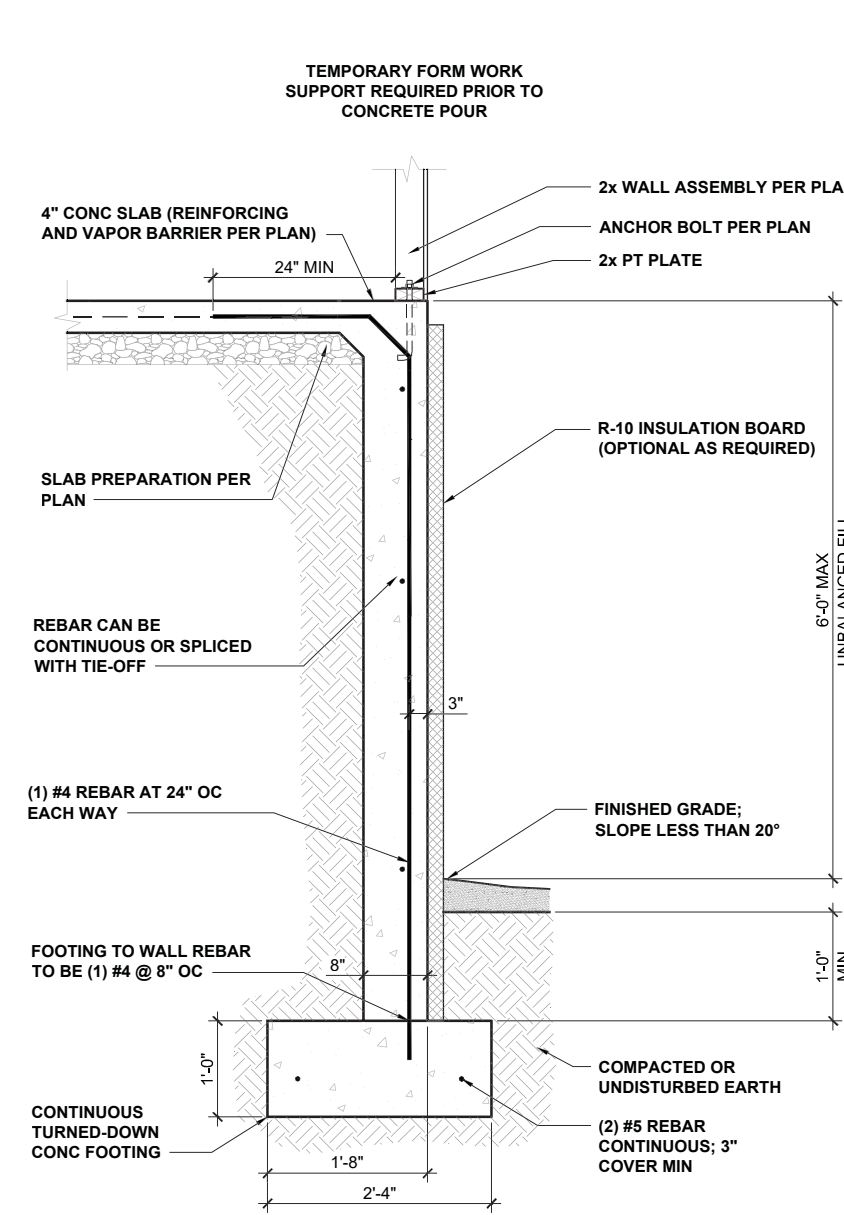 TEMPORARY FORM WORK
SUPPORT REQUIRED PRIOR TO
CONCRETE POUR
2x WALL ASSEMBLY PER PLA
4" CONC SLAB (REINFORCING
AND VAPOR BARRIER PER PLAN)
ANCHOR BOLT PER PLAN
2x PT PLATE
24" MIN
R-10 INSULATION BOARD
(OPTIONAL AS REQUIRED)
SLAB PREPARATION PER
PLAN
6'-0" MAX
UNBALANCED FILL
REBAR CAN BE
CONTINUOUS OR SPLICED
WITH TIE-OFF
3"
(1) #4 REBAR AT 24" OC
EACH WAY
FINISHED GRADE;
SLOPE LESS THAN 20°
FOOTING TO WALL REBAR
TO BE (1) #4 @ 8" OC
8"
1'-0"
MIN
1'-0"
COMPACTED OR
UNDISTURBED EARTH
CONTINUOUS
TURNED-DOWN
CONC FOOTING
(2) #5 REBAR
CONTINUOUS; 3"
COVER MIN
1'-8"
2'-4"